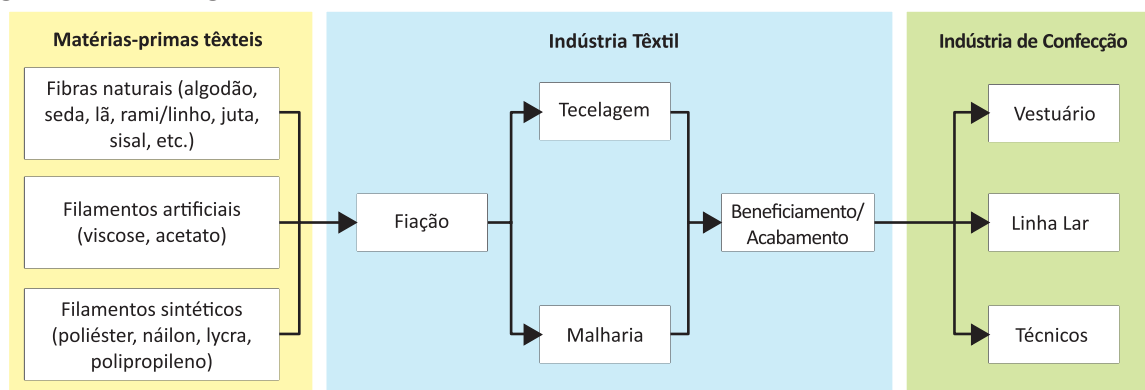 Matérias-primas têxteis
Fibras naturais (algodão,
seda, lã, rami/linho, juta,
sisal, etc.)
Filamentos artificiais
(viscose, acetato)
Filamentos sintéticos
(poliéster, náilon, lycra,
polipropileno)
Indústria Têxtil
Fiação
Tecelagem
Malharia
Beneficiamento/
Acabamento
Indústria de Confecção
Vestuário
Linha Lar
Técnicos